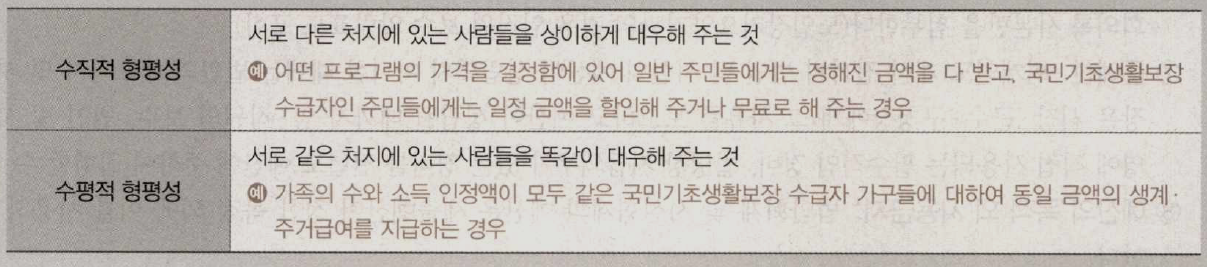 수직적 형평성
서로 다른 처지에 있는 사람들을 상이하게 대우해 주는 것
예 어떤 프로그램의 가격을 결정함에 있어 일반 주민들에게는 정해진 금액을 다 받고, 국민기초생활보장
수급자인 주민들에게는 일정 금액을 할인해 주거나 무료로 해 주는 경우
수평적 형평성
서로 같은 처지에 있는 사람들을 똑같이 대우해 주는 것
예 가족의 수와 소득 인정액이 모두 같은 국민기초생활보장 수급자 가구들에 대하여 동일 금액의 생계·
주거급여를 지급하는 경우